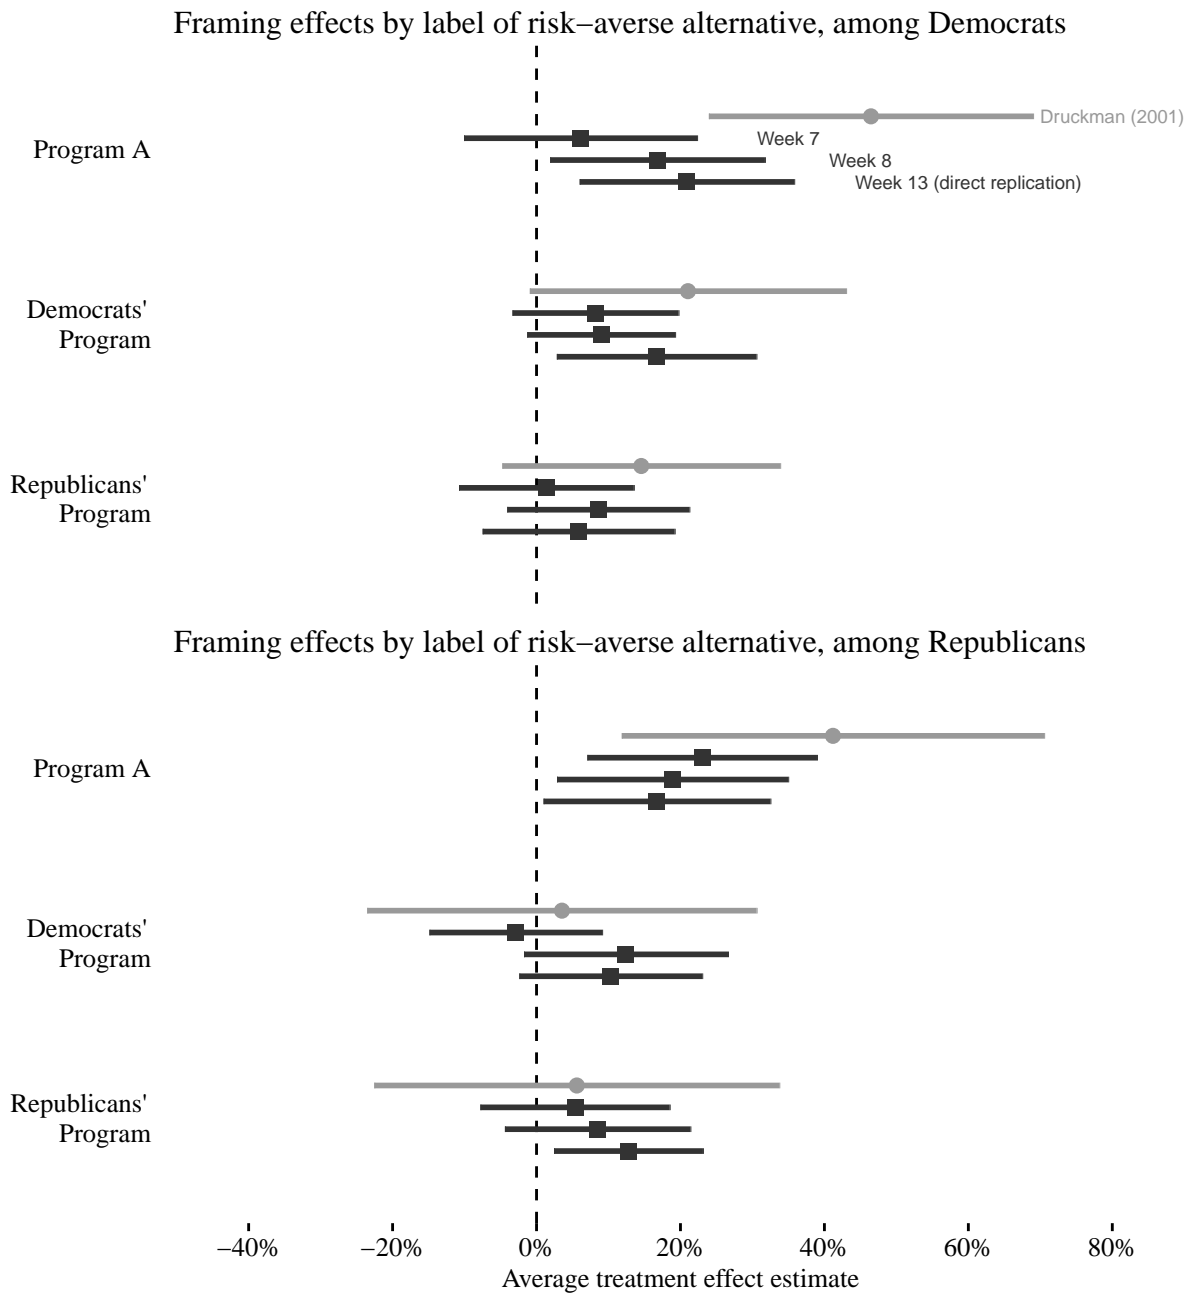 Framing effects by label of risk−averse alternative, among Democrats
Druckman (2001)
Week 7
Program A
Week 8
Week 13 (direct replication)
Democrats'
Program
Republicans'
Program
Framing effects by label of risk−averse alternative, among Republicans
Program A
Democrats'
Program
Republicans'
Program
−40% −20% 0% 20% 40% 60% 80%
Average treatment effect estimate